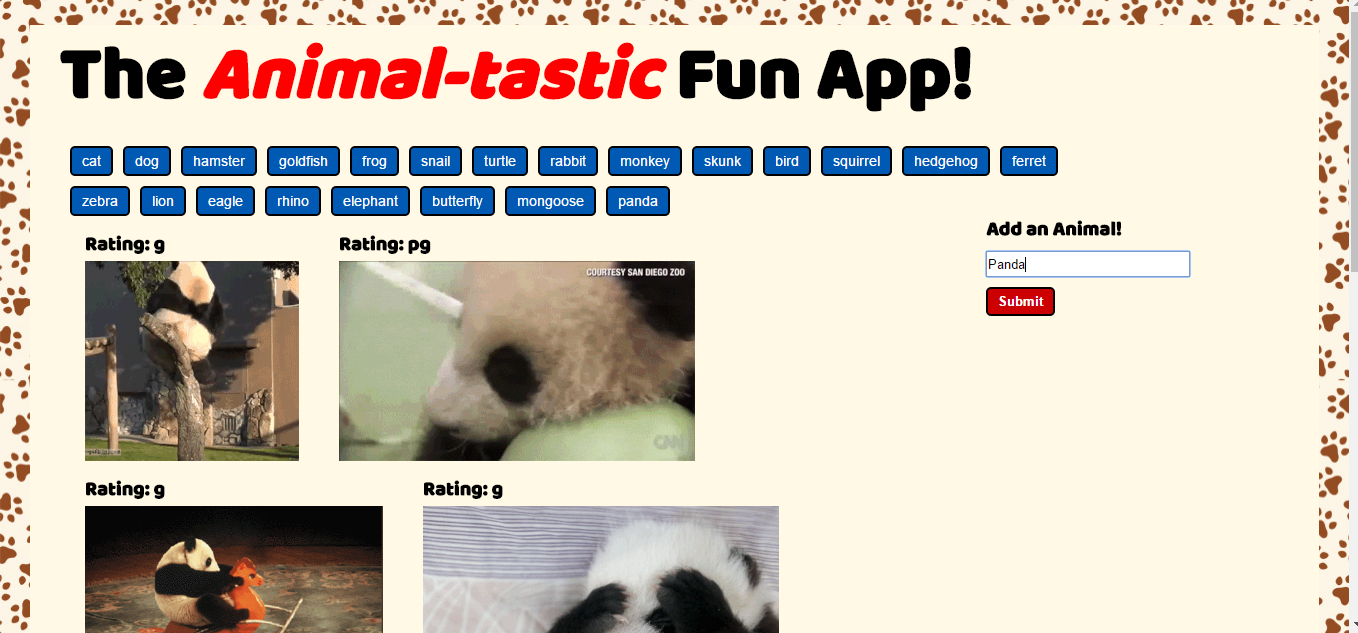 The Animal-tastic Fun App!
cat dog hamster goldfish frog snail turtle rabbit monkey skunk bird squirrel hedgehog ferret
zebra lion eagle rhino elephant butterfly mongoose panda
Add an Animal!
Panda
Submit
Rating: g Rating: pg
COURTESY SAN DIEGO ZOO
CNN
Rating: g Rating: g